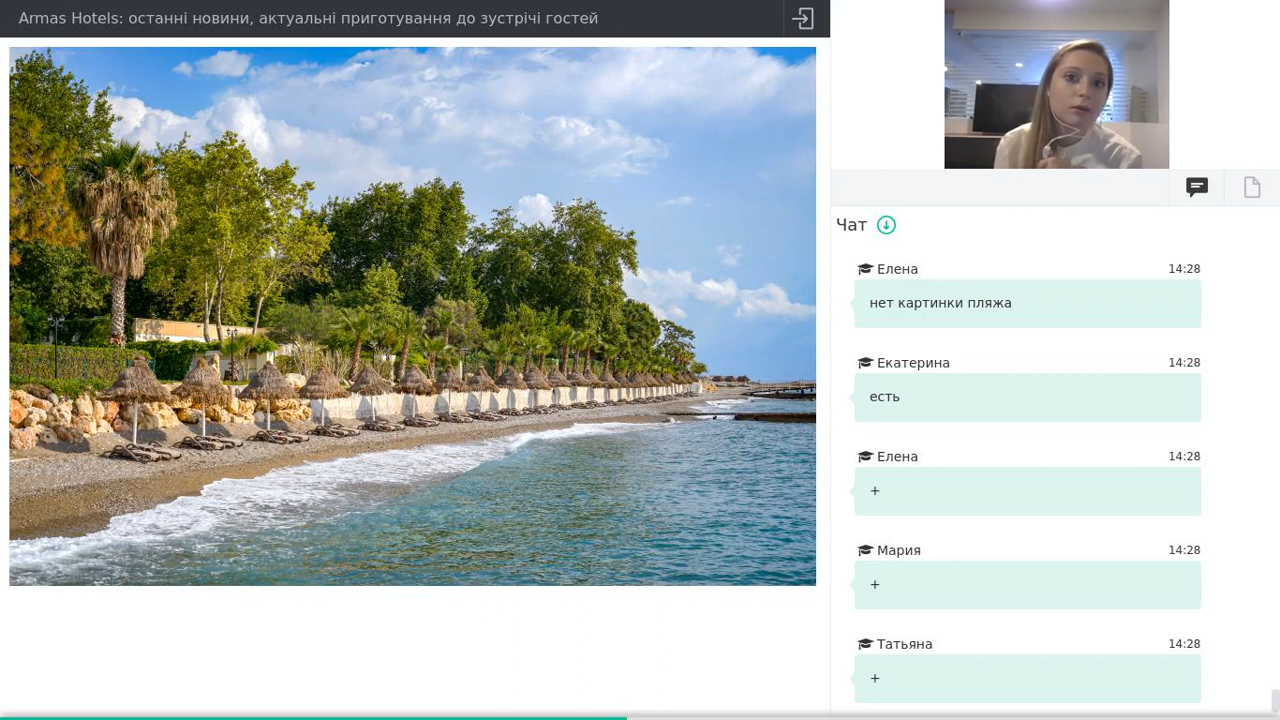 Armas Hotels: останні новини, актуальні приготування до зустрічі гостей
Чат
Елена 14:28
нет картинки пляжа
Екатерина 14:28
есть
Елена 14:28
+
Мария 14:28
+
Татьяна 14:28
+